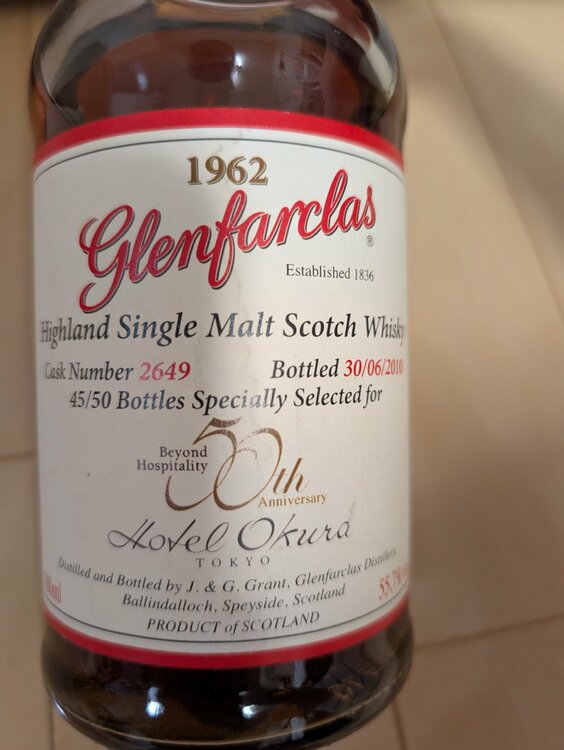 1962
Glenfarclas®
Established 1836
Highland Single Malt Scotch Whisky
Cask Number 2649 Bottled 30/06/2010
45/50 Bottles Specially Selected for
Beyond
Hospitality
50th
Anniversary
Hotel Okura
TOKYO
Distilled and Bottled by J. & G. Grant, Glenfarclas Distillery,
Ballindalloch, Speyside, Scotland
PRODUCT of SCOTLAND